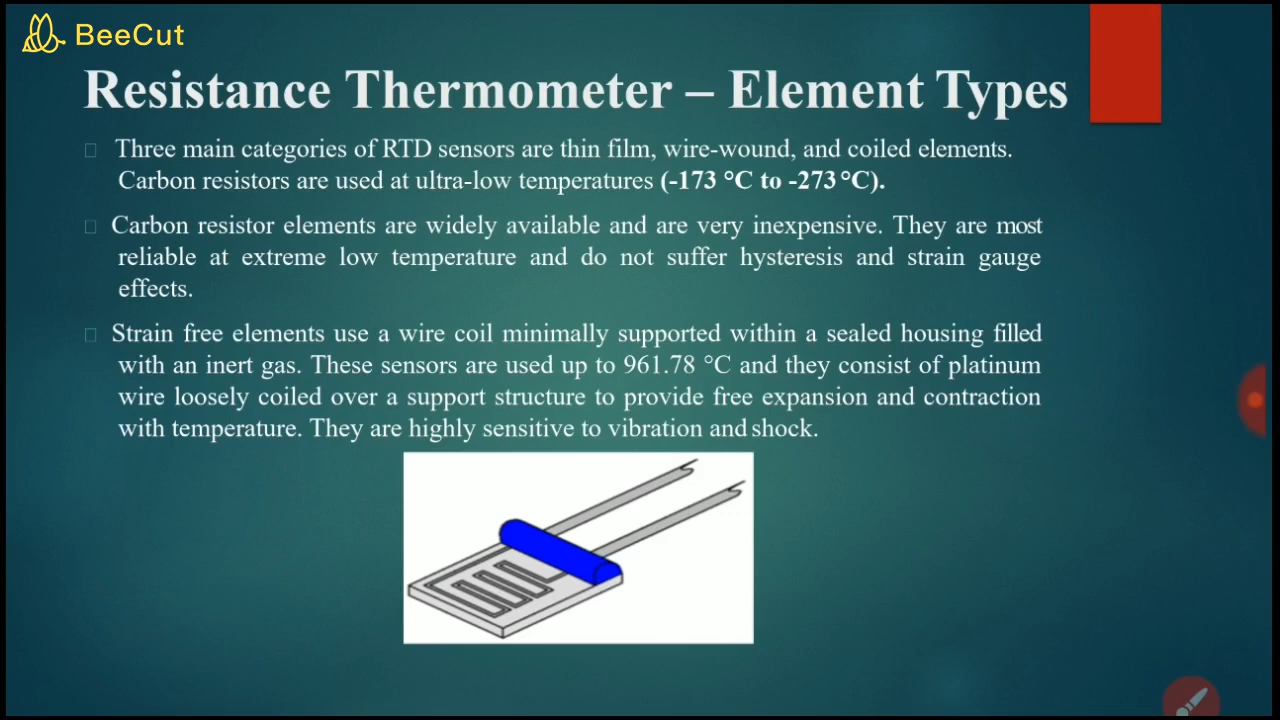 BeeCut
Resistance Thermometer – Element Types
Three main categories of RTD sensors are thin film, wire-wound, and coiled elements.
Carbon resistors are used at ultra-low temperatures (-173 °C to -273 °C).
Carbon resistor elements are widely available and are very inexpensive. They are most
reliable at extreme low temperature and do not suffer hysteresis and strain gauge
effects.
Strain free elements use a wire coil minimally supported within a sealed housing filled
with an inert gas. These sensors are used up to 961.78 °C and they consist of platinum
wire loosely coiled over a support structure to provide free expansion and contraction
with temperature. They are highly sensitive to vibration and shock.